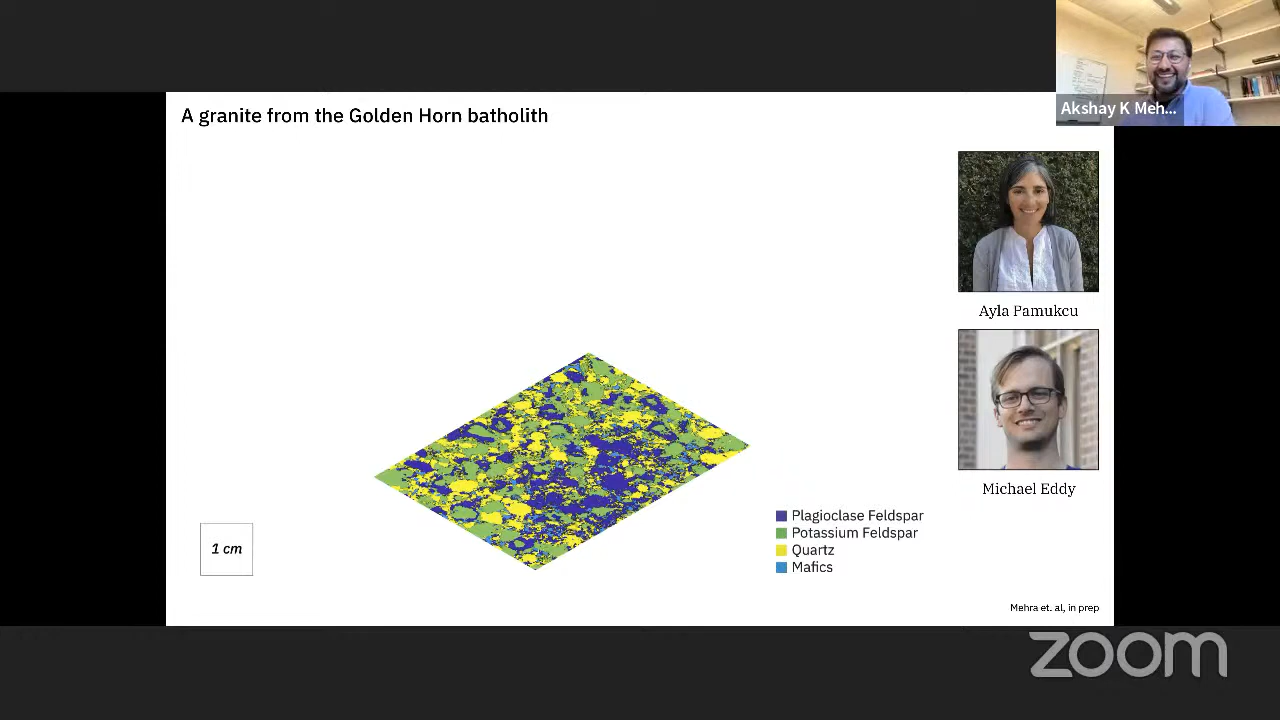 Akshay K Meh...
A granite from the Golden Horn batholith
Ayla Pamukcu
Michael Eddy
Plagioclase Feldspar
Potassium Feldspar
Quartz
Mafics
1 cm
Mehra et. al, in prep
zoom